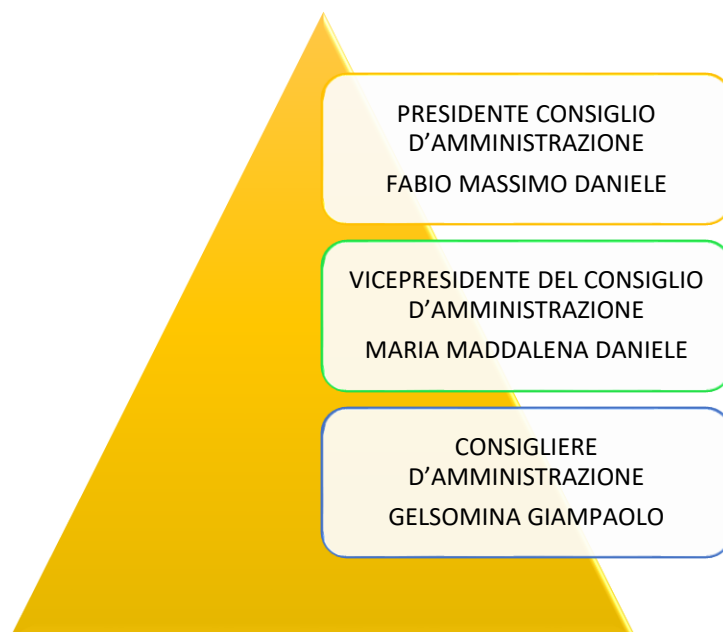 PRESIDENTE CONSIGLIO
D’AMMINISTRAZIONE
FABIO MASSIMO DANIELE
VICEPRESIDENTE DEL CONSIGLIO
D’AMMINISTRAZIONE
MARIA MADDALENA DANIELE
CONSIGLIERE
D’AMMINISTRAZIONE
GELSOMINA GIAMPAOLO